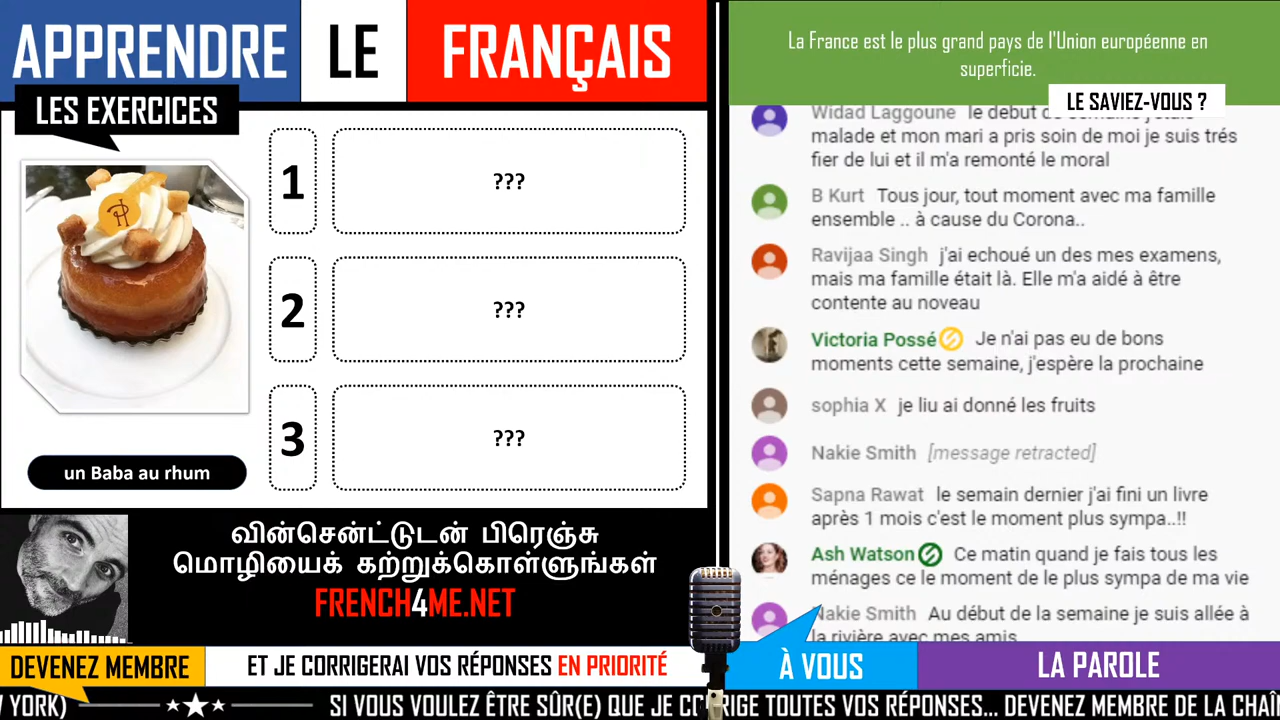 APPRENDRE LE FRANÇAIS
LES EXERCICES
un Baba au rhum
1 ???
2 ???
3 ???
வின்சென்ட்டுடன் பிரெஞ்சு
மொழியைக் கற்றுக்கொள்ளுங்கள்
FRENCH4ME.NET
DEVENEZ MEMBRE
ET JE CORRIGERAI VOS RÉPONSES EN PRIORITÉ
La France est le plus grand pays de l'Union européenne en
superficie.
LE SAVIEZ-VOUS ?
Widad Laggoune le debut de semaine
malade et mon mari a pris soin de moi je suis trés
fier de lui et il m'a remonté le moral
B Kurt Tous jour, tout moment avec ma famille
ensemble .. à cause du Corona..
Ravijaa Singh j'ai echoué un des mes examens,
mais ma famille était là. Elle m'a aidé à être
contente au noveau
Victoria Possé Je n'ai pas eu de bons
moments cette semaine, j'espère la prochaine
sophia X je liu ai donné les fruits
Nakie Smith [message retracted]
Sapna Rawat le semain dernier j'ai fini un livre
après 1 mois c'est le moment plus sympa..!!
Ash Watson Ce matin quand je fais tous les
ménages ce le moment de le plus sympa de ma vie
Nakie Smith Au début de la semaine je suis allée à
la rivière avec mes amis
À VOUS
LA PAROLE
YORK) SI VOUS VOULEZ ÊTRE SÛR(E) QUE JE CORRIGE TOUTES VOS RÉPONSES... DEVENEZ MEMBRE DE LA